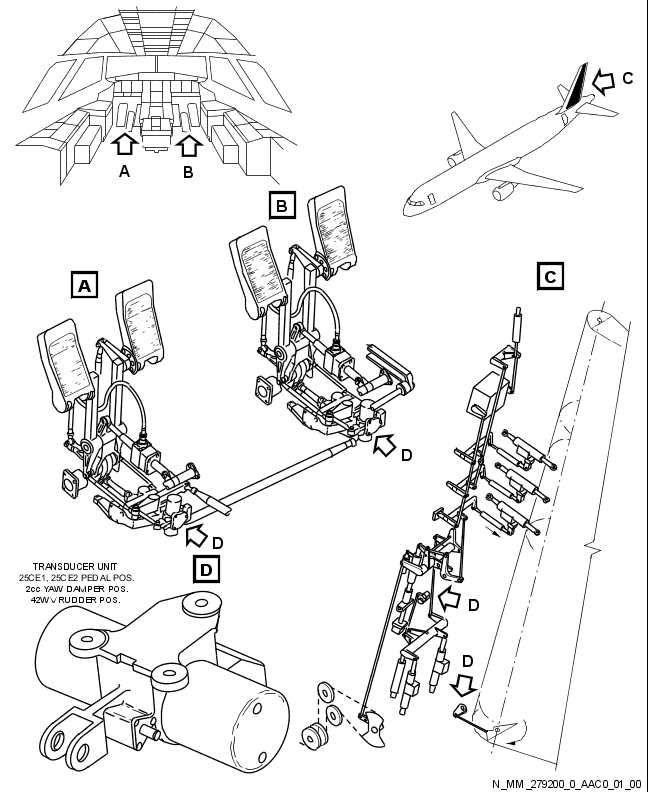 C
A
B
B
A
C
D
D
D
TRANSDUCER UNIT
25CE1, 25CE2 PEDAL POS.
2cc YAW DAMPER POS.
42WV RUDDER POS.
D
D
N_MM_279200_0_AAC0_01_00